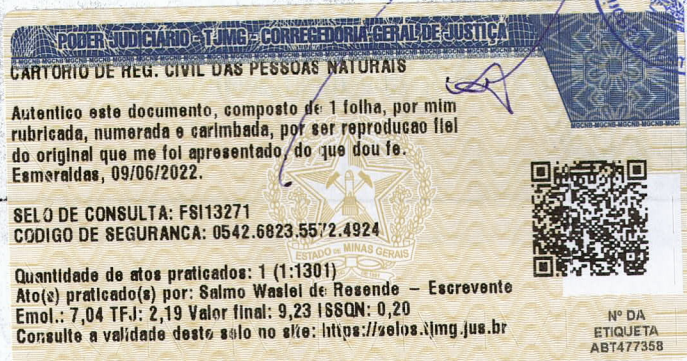 PODER JUDICIÁRIO - TJMG - CORREGEDORIA GERAL DE JUSTIÇA
CARTORIO DE REG. CIVIL DAS PESSOAS NATURAIS
Autentico este documento, composto de 1 folha, por mim
rubricada, numerada e carimbada, por ser reproducao fiel
do original que me foi apresentado, do que dou fe.
Esmeraldas, 09/06/2022.
SELO DE CONSULTA: FSI13271
CODIGO DE SEGURANCA: 0542.6823.5572.4924
ESTADO DE MINAS GERAIS
Quantidade de atos praticados: 1 (1:1301)
Ato(s) praticado(s) por: Salmo Waslei de Resende – Escrevente
Emol.: 7,04 TFJ: 2,19 Valor final: 9,23 ISSQN: 0,20
Consulte a validade deste selo no site: https://selos.tjmg.jus.br
Nº DA
ETIQUETA
ABT477358